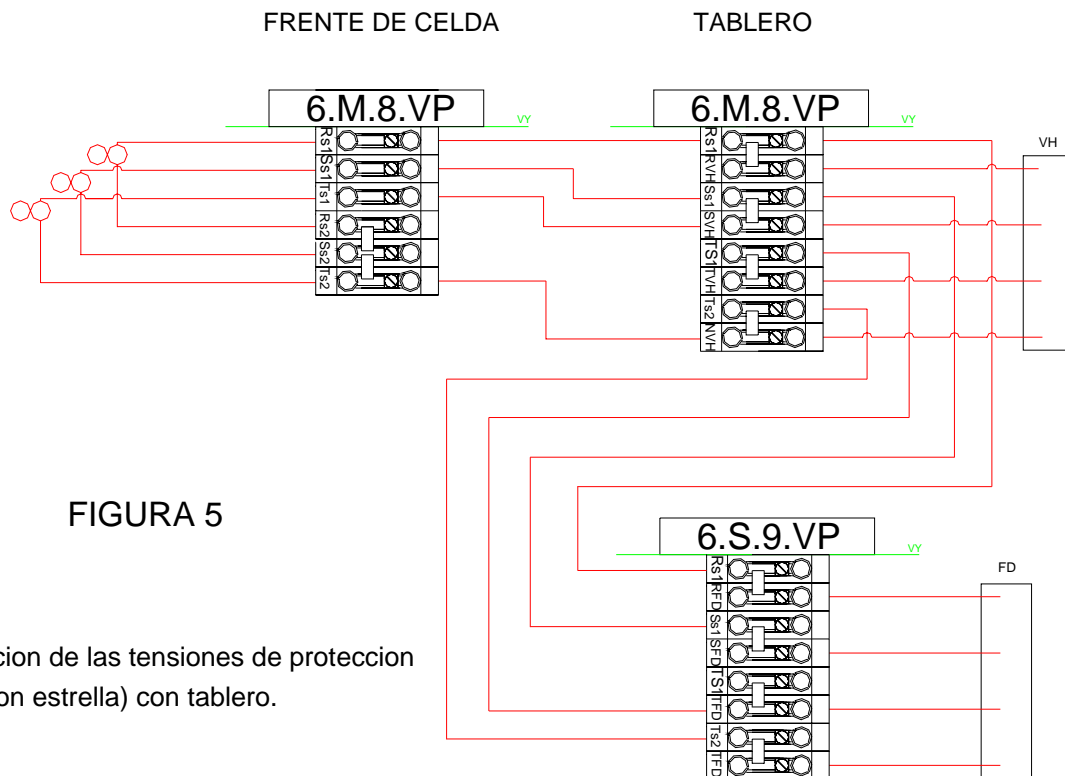 FRENTE DE CELDA
TABLERO
6.M.8.VP
VY
Rs1
Ss1
Ts1
Rs2
Ss2
Ts2
6.M.8.VP
VY
Rs1
RVH
Ss1
SVH
TS1
TVH
Ts2
NVH
VH
FIGURA 5
6.S.9.VP
VY
Rs1
RFD
Ss1
SFD
TS1
TFD
Ts2
TFD
FD
cion de las tensiones de proteccion
on estrella) con tablero.